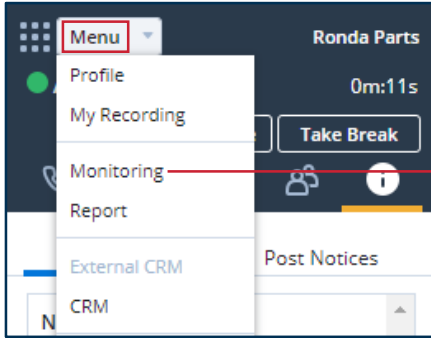 Menu
Ronda Parts
Profile
0m:11s
My Recording
Take Break
Monitoring
Report
External CRM
Post Notices
CRM
N